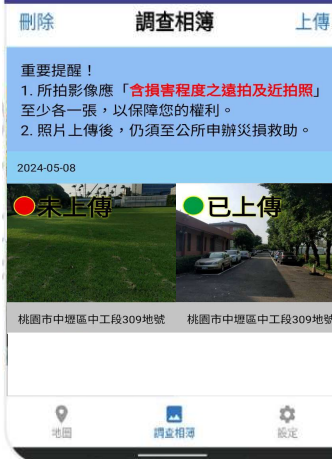 刪除 調查相簿 上傳
重要提醒！
1. 所拍影像應「含損害程度之遠拍及近拍照」
至少各一張，以保障您的權利。
2. 照片上傳後，仍須至公所申辦災損救助。
2024-05-08
未上傳 已上傳
桃園市中壢區中工段309地號 桃園市中壢區中工段309地號
地圖 調查相簿 設定